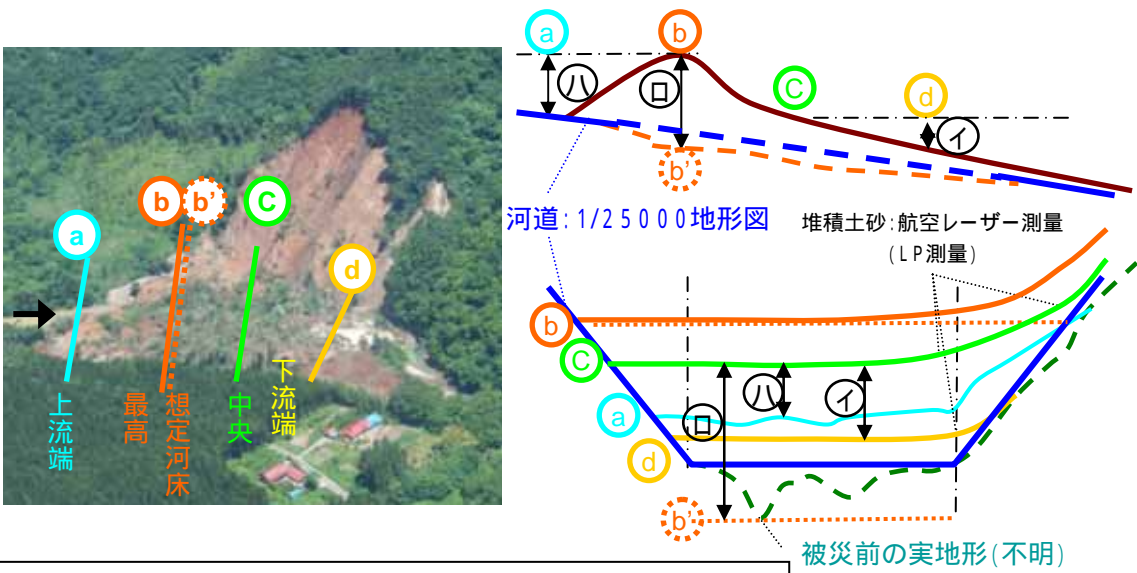 a
b
b'
C
d
上流端
最高
想定河床
中央
下流端
a
b
C
d
ハ
ロ
イ
b'
河道:1/25000地形図
堆積土砂:航空レーザー測量
(LP測量)
b
C
a
d
ロ
ハ
イ
b'
被災前の実地形(不明)